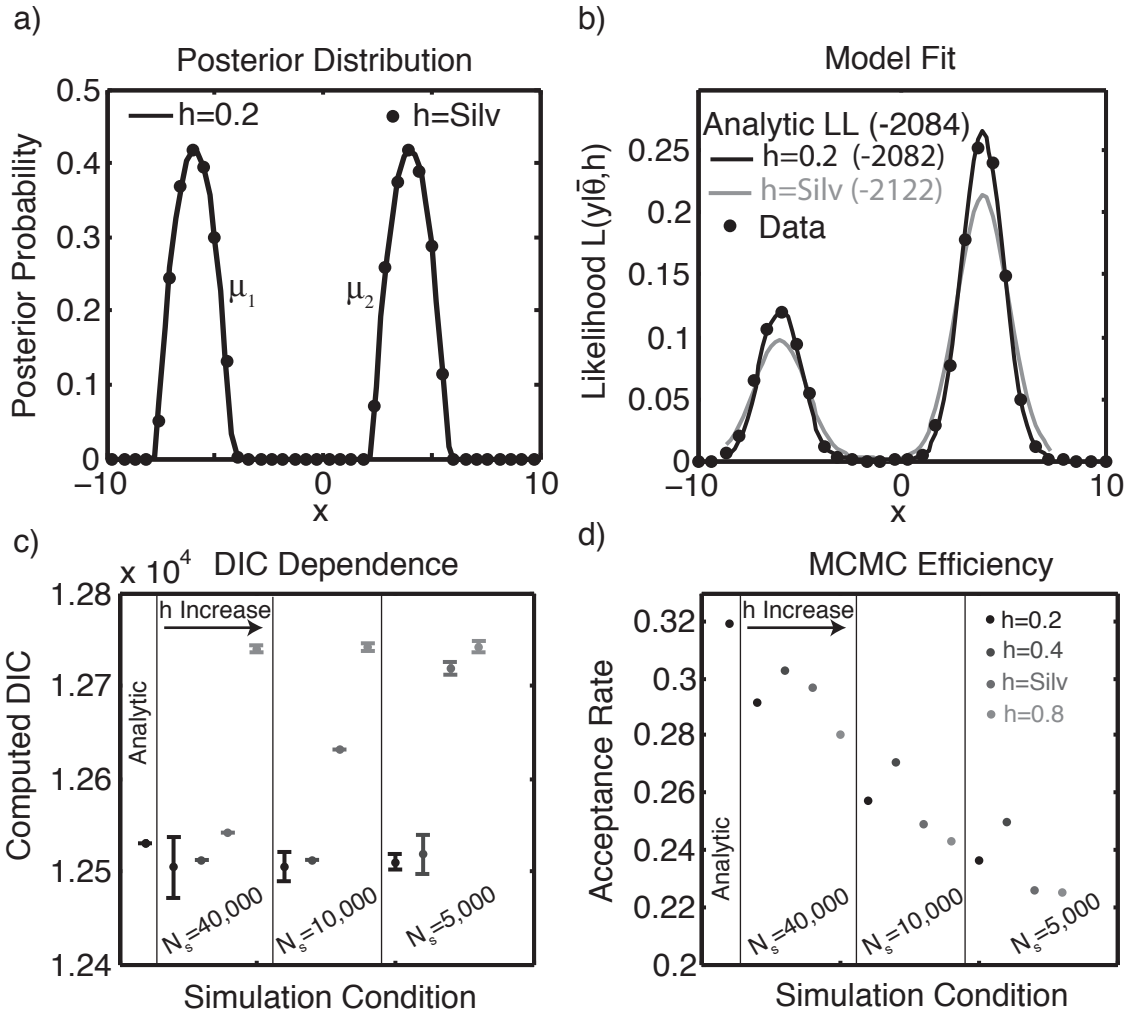 a)
Posterior Distribution
Posterior Probability
0.5
0.4
0.3
0.2
0.1
0
h=0.2
h=Silv
μ1
μ2
−10
0
10
x
b)
Model Fit
Likelihood L(y|θ̄,h)
0.25
0.2
0.15
0.1
0.05
0
Analytic LL (-2084)
h=0.2 (-2082)
h=Silv (-2122)
Data
−10
0
10
x
c)
DIC Dependence
x 10^4
Computed DIC
1.28
1.27
1.26
1.25
1.24
h Increase
Analytic
Ns=40,000
Ns=10,000
Ns=5,000
Simulation Condition
d)
MCMC Efficiency
Acceptance Rate
0.32
0.3
0.28
0.26
0.24
0.22
0.2
h Increase
h=0.2
h=0.4
h=Silv
h=0.8
Analytic
Ns=40,000
Ns=10,000
Ns=5,000
Simulation Condition